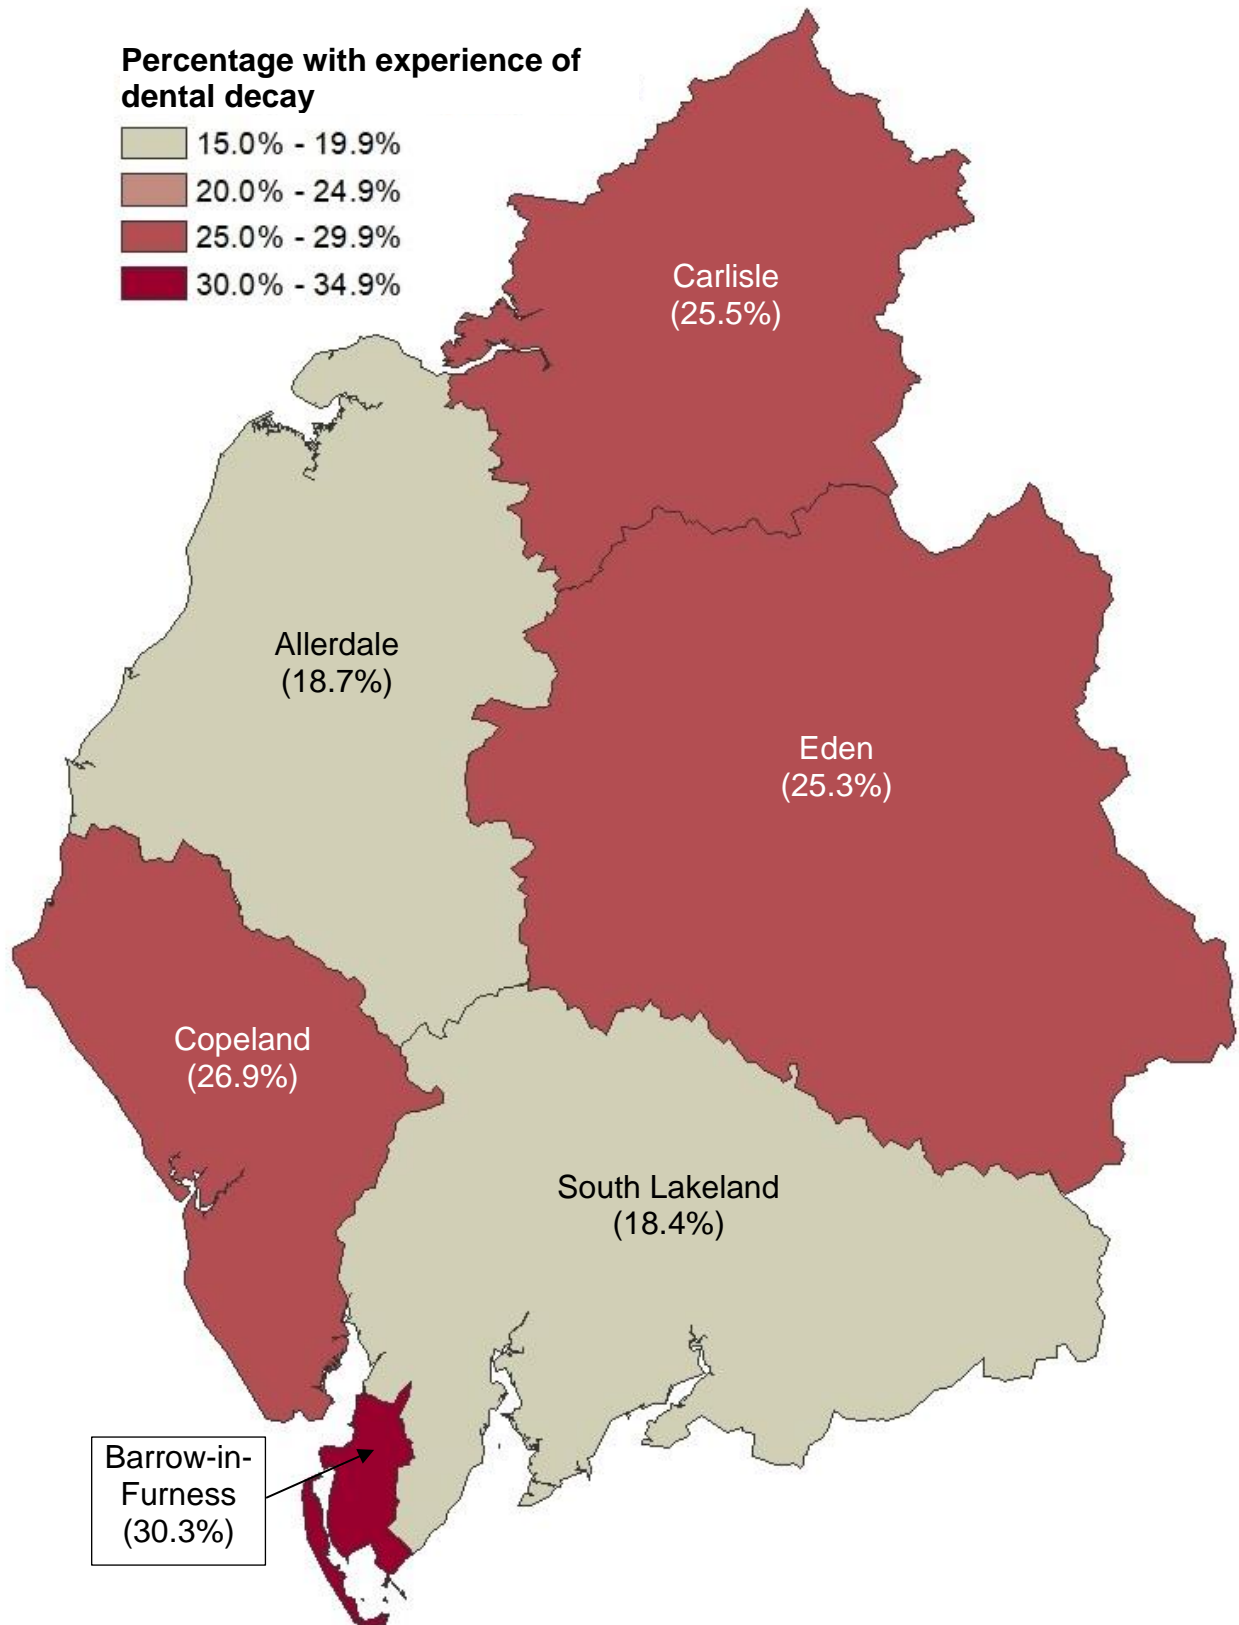 Percentage with experience of
dental decay
15.0% - 19.9%
20.0% - 24.9%
25.0% - 29.9%
30.0% - 34.9%
Carlisle
(25.5%)
Allerdale
(18.7%)
Eden
(25.3%)
Copeland
(26.9%)
South Lakeland
(18.4%)
Barrow-in-
Furness
(30.3%)